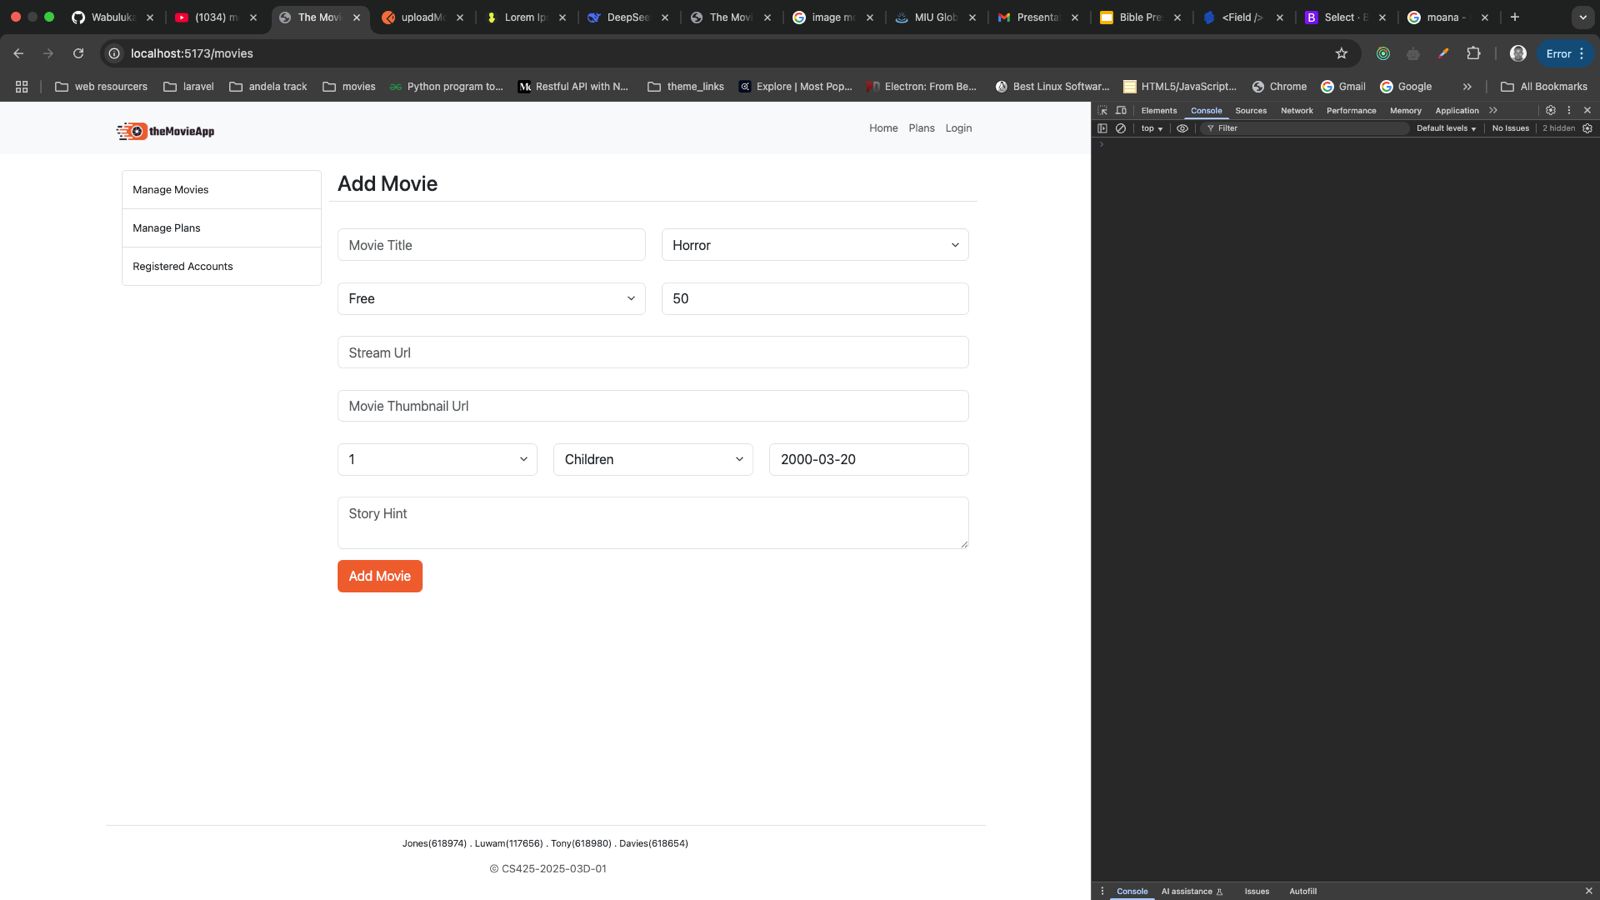 Wabuluka
(1034) m
The Movi
uploadMo
Lorem Ip
DeepSee
The Movi
image mo
MIU Glob
Presenta
Bible Pre
<Field />
Select · B
moana -
localhost:5173/movies
Error
web resourcers
laravel
andela track
movies
Python program to...
Restful API with N...
theme_links
Explore | Most Pop...
Electron: From Be...
Best Linux Softwar...
HTML5/JavaScript...
Chrome
Gmail
Google
All Bookmarks
theMovieApp
Home Plans Login
Elements Console Sources Network Performance Memory Application
top Filter Default levels No Issues 2 hidden
Manage Movies
Manage Plans
Registered Accounts
Add Movie
Movie Title
Horror
Free
50
Stream Url
Movie Thumbnail Url
1
Children
2000-03-20
Story Hint
Add Movie
Jones(618974) . Luwam(117656) . Tony(618980) . Davies(618654)
© CS425-2025-03D-01
Console AI assistance Issues Autofill